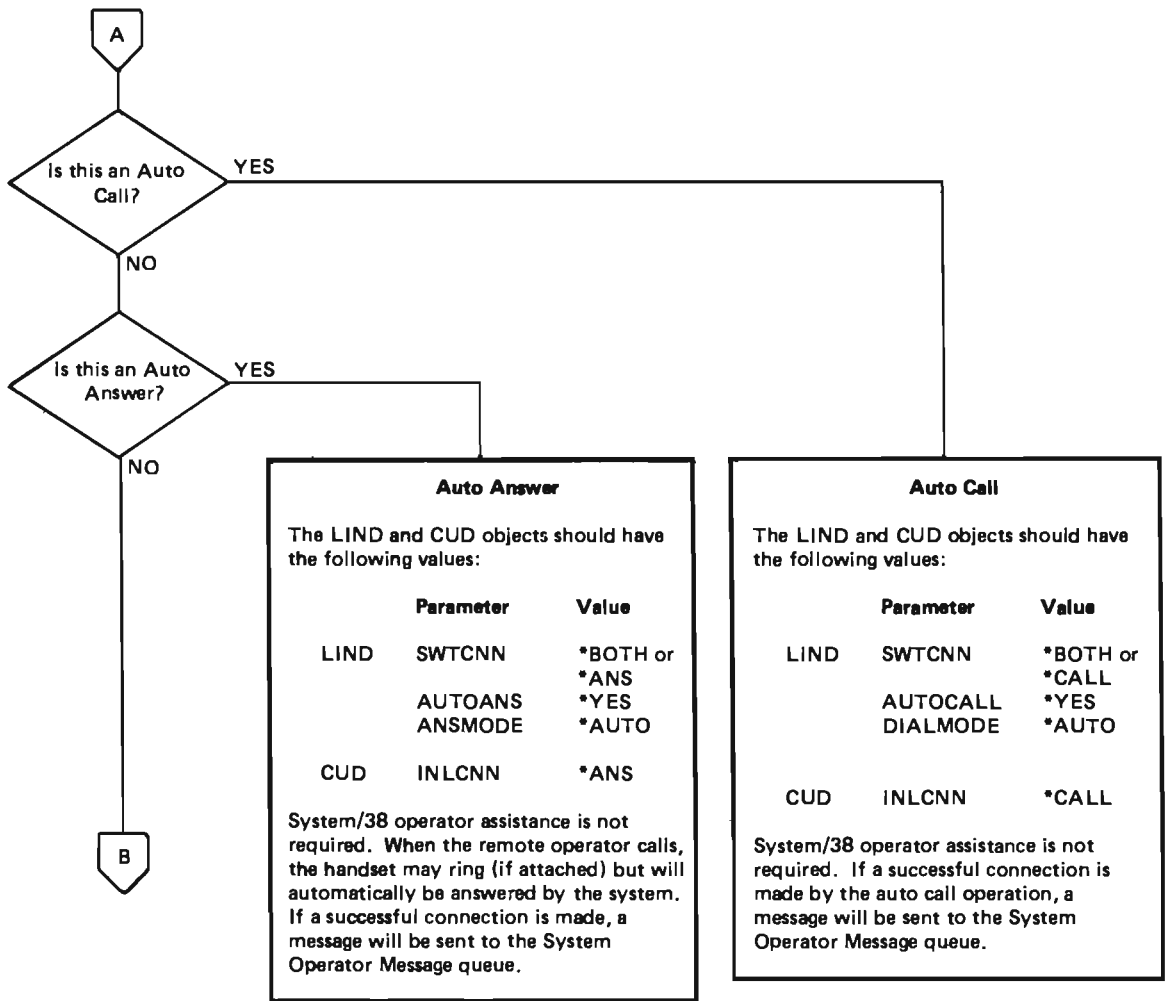 A
Is this an Auto
Call?
YES
NO
Is this an Auto
Answer?
YES
NO
B
Auto Answer
The LIND and CUD objects should have
the following values:
Parameter Value
LIND SWTCNN *BOTH or
*ANS
AUTOANS *YES
ANSMODE *AUTO
CUD INLCNN *ANS
System/38 operator assistance is not
required. When the remote operator calls,
the handset may ring (if attached) but will
automatically be answered by the system.
If a successful connection is made, a
message will be sent to the System
Operator Message queue.
Auto Call
The LIND and CUD objects should have
the following values:
Parameter Value
LIND SWTCNN *BOTH or
*CALL
AUTOCALL *YES
DIALMODE *AUTO
CUD INLCNN *CALL
System/38 operator assistance is not
required. If a successful connection is
made by the auto call operation, a
message will be sent to the System
Operator Message queue.